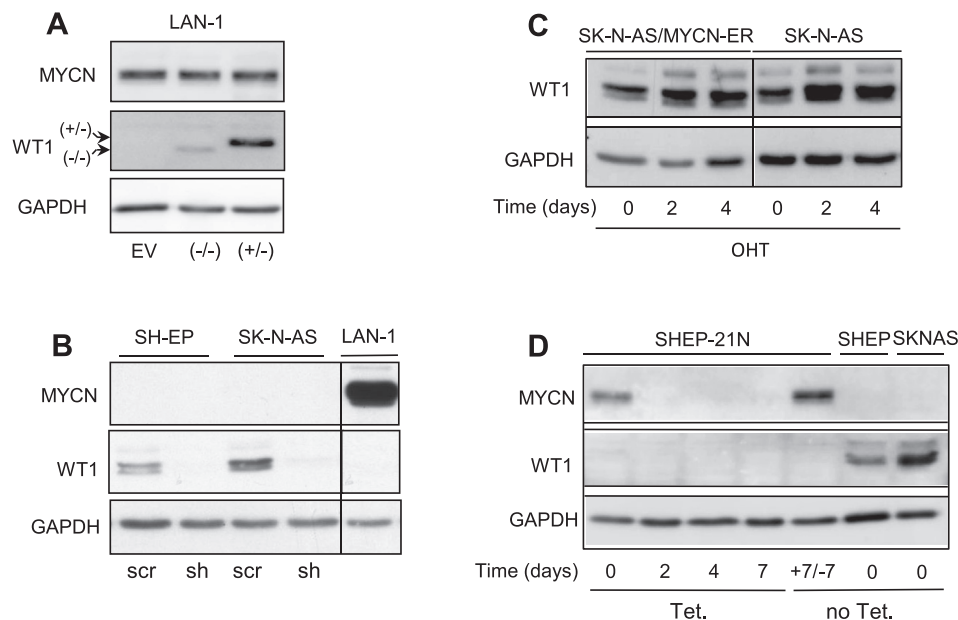 A
LAN-1
MYCN
(+/-)
WT1
(-/-)
GAPDH
EV (-/-) (+/-)
B
SH-EP SK-N-AS LAN-1
MYCN
WT1
GAPDH
scr sh scr sh
C
SK-N-AS/MYCN-ER SK-N-AS
WT1
GAPDH
Time (days) 0 2 4 0 2 4
OHT
D
SHEP-21N SHEP SKNAS
MYCN
WT1
GAPDH
Time (days) 0 2 4 7 +7/-7 0 0
Tet. no Tet.